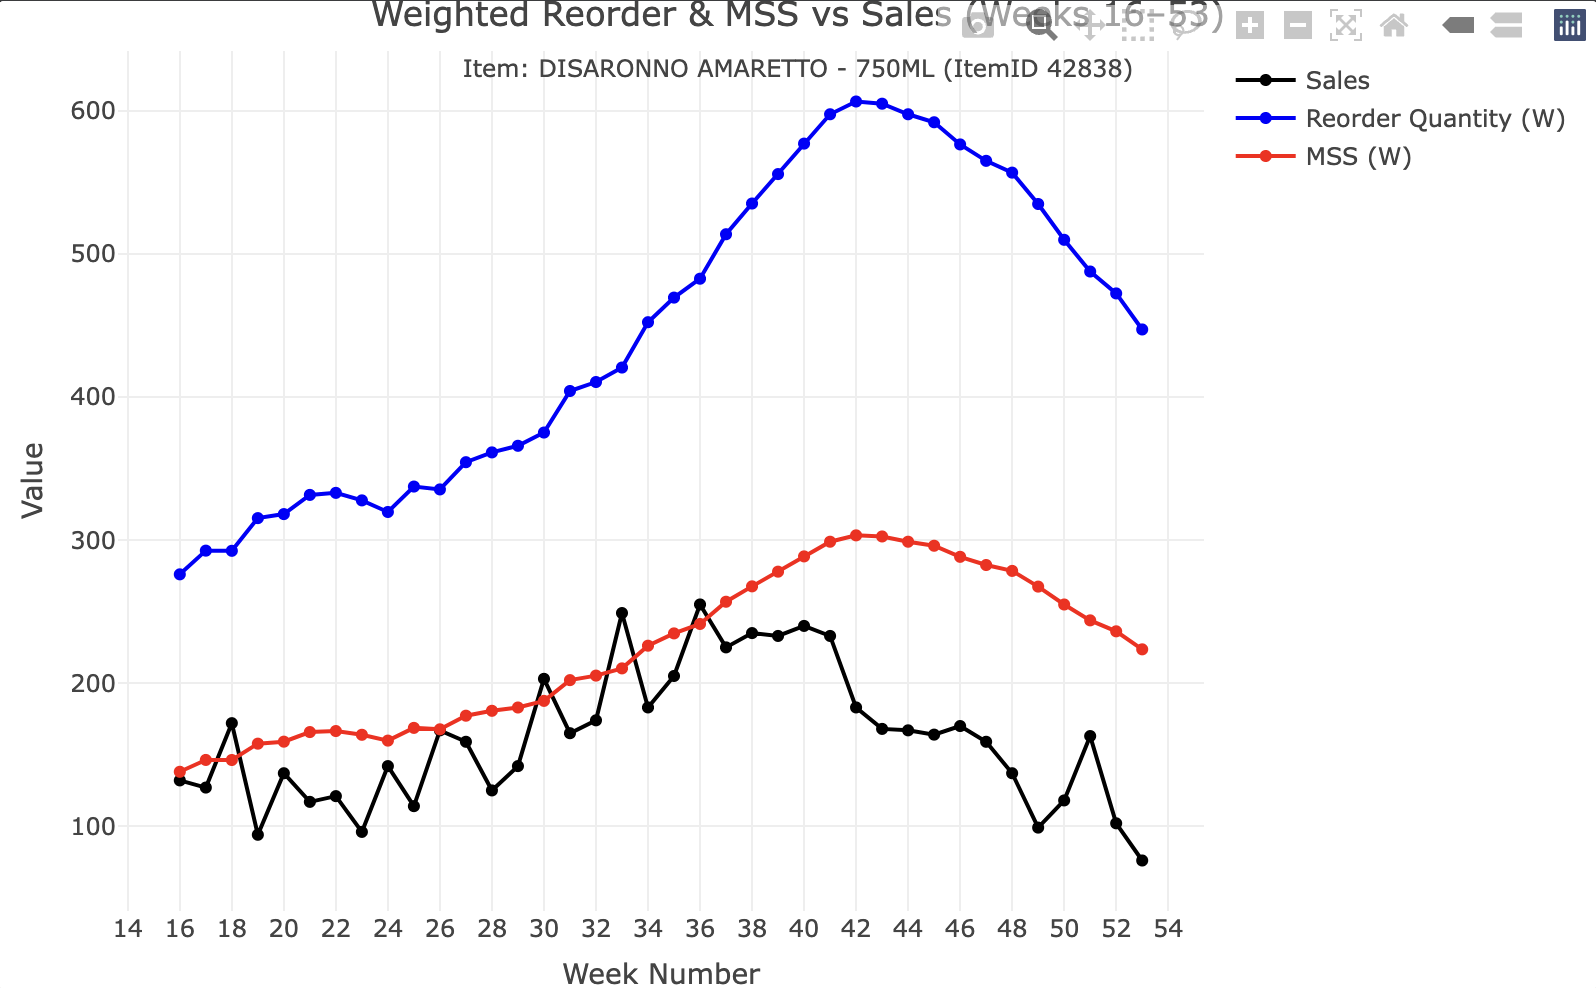 Weighted Reorder & MSS vs Sales (Weeks 16–53)
Item: DISARONNO AMARETTO - 750ML (ItemID 42838)
Sales
Reorder Quantity (W)
MSS (W)
600
500
400
300
200
100
Value
14 16 18 20 22 24 26 28 30 32 34 36 38 40 42 44 46 48 50 52 54
Week Number